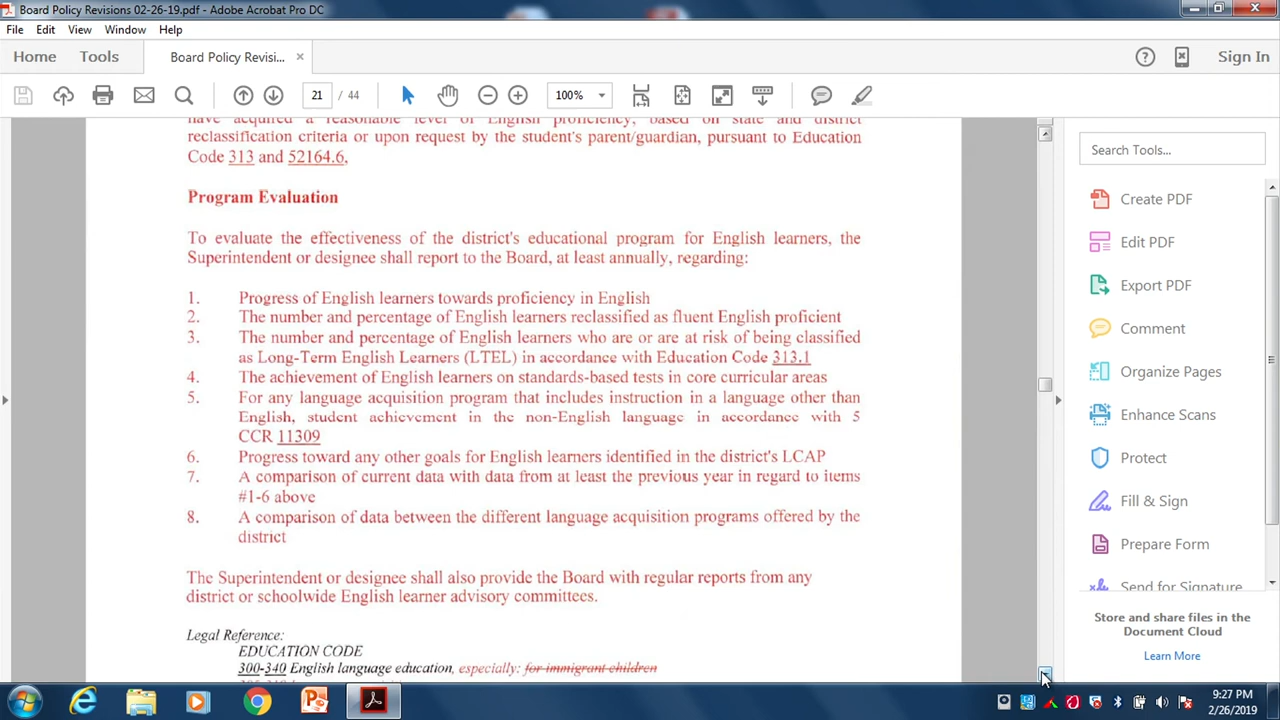 Board Policy Revisions 02-26-19.pdf - Adobe Acrobat Pro DC
File Edit View Window Help
Home Tools Board Policy Revisi... × Sign In
21 / 44 100%
have acquired a reasonable level of English proficiency, based on state and district
reclassification criteria or upon request by the student's parent/guardian, pursuant to Education
Code 313 and 52164.6.
Program Evaluation
To evaluate the effectiveness of the district's educational program for English learners, the
Superintendent or designee shall report to the Board, at least annually, regarding:
1. Progress of English learners towards proficiency in English
2. The number and percentage of English learners reclassified as fluent English proficient
3. The number and percentage of English learners who are or are at risk of being classified
as Long-Term English Learners (LTEL) in accordance with Education Code 313.1
4. The achievement of English learners on standards-based tests in core curricular areas
5. For any language acquisition program that includes instruction in a language other than
English, student achievement in the non-English language in accordance with 5
CCR 11309
6. Progress toward any other goals for English learners identified in the district's LCAP
7. A comparison of current data with data from at least the previous year in regard to items
#1-6 above
8. A comparison of data between the different language acquisition programs offered by the
district
The Superintendent or designee shall also provide the Board with regular reports from any
district or schoolwide English learner advisory committees.
Legal Reference:
EDUCATION CODE
300-340 English language education, especially: for immigrant children
Search Tools...
Create PDF
Edit PDF
Export PDF
Comment
Organize Pages
Enhance Scans
Protect
Fill & Sign
Prepare Form
Send for Signature
Store and share files in the
Document Cloud
Learn More
9:27 PM
2/26/2019